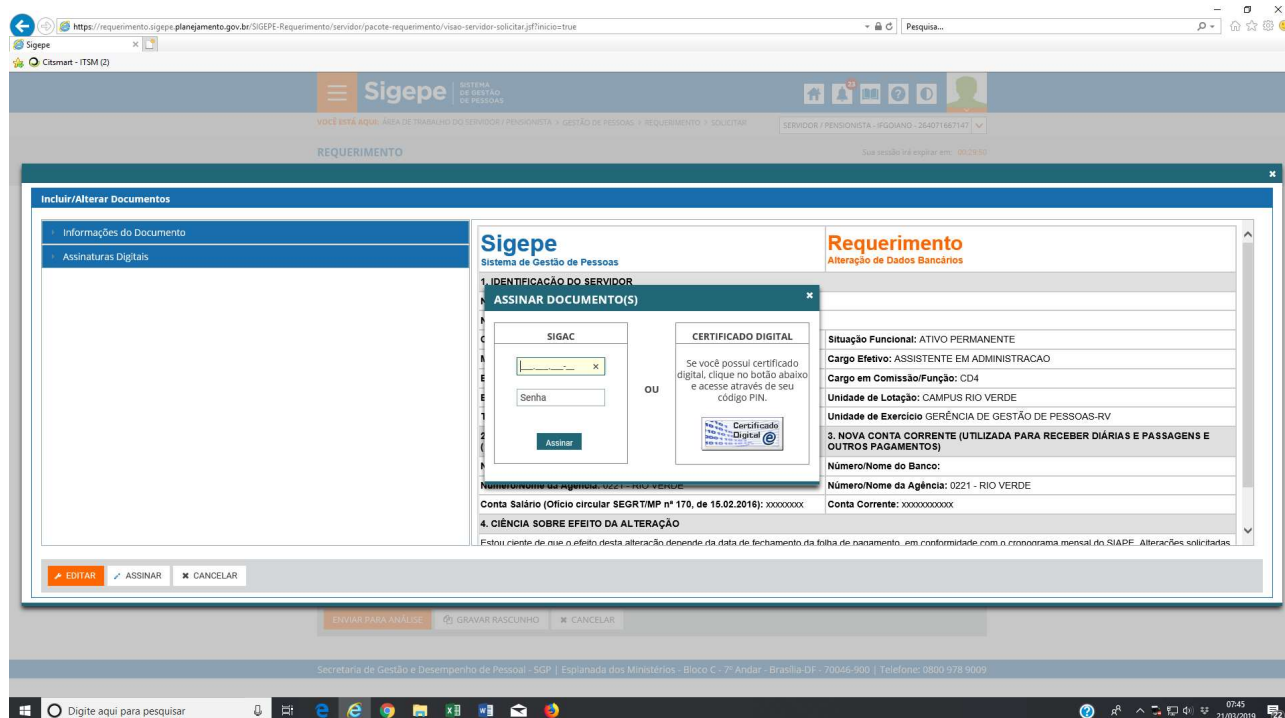 https://requerimento.sigepe.planejamento.gov.br/SIGEPE-Requerimento/servidor/pacote-requerimento/visao-servidor-solicitar.jsf?inicio=true
Pesquisa...
Sigepe
Citsmart - ITSM (2)
Sigepe SISTEMA DE GESTÃO DE PESSOAS
23
VOCÊ ESTÁ AQUI: ÁREA DE TRABALHO DO SERVIDOR / PENSIONISTA > GESTÃO DE PESSOAS > REQUERIMENTO > SOLICITAR
SERVIDOR / PENSIONISTA - IFGOIANO - 26407166714
REQUERIMENTO
Sua sessão irá expirar em:
Incluir/Alterar Documentos
Informações do Documento
Assinaturas Digitais
Sigepe
Sistema de Gestão de Pessoas
Requerimento
Alteração de Dados Bancários
1. IDENTIFICAÇÃO DO SERVIDOR
ASSINAR DOCUMENTO(S)
SIGAC
Senha
Assinar
OU
CERTIFICADO DIGITAL
Se você possui certificado
digital, clique no botão abaixo
e acesse através de seu
código PIN.
Certificado
Digital
Situação Funcional: ATIVO PERMANENTE
Cargo Efetivo: ASSISTENTE EM ADMINISTRACAO
Cargo em Comissão/Função: CD4
Unidade de Lotação: CAMPUS RIO VERDE
Unidade de Exercício GERÊNCIA DE GESTÃO DE PESSOAS-RV
3. NOVA CONTA CORRENTE (UTILIZADA PARA RECEBER DIÁRIAS E PASSAGENS E
OUTROS PAGAMENTOS)
Número/Nome do Banco:
Número/Nome da Agência: 0221 - RIO VERDE
Número/Nome da Agência: 0221 - RIO VERDE
Conta Salário (Ofício circular SEGRT/MP nº 170, de 15.02.2016): xxxxxxxx
Conta Corrente: xxxxxxxxxxx
4. CIÊNCIA SOBRE EFEITO DA ALTERAÇÃO
Estou ciente de que o efeito desta alteração depende da data de fechamento da folha de pagamento, em conformidade com o cronograma mensal do SIAPE. Alterações solicitadas
EDITAR
ASSINAR
CANCELAR
ENVIAR PARA ANÁLISE
GRAVAR RASCUNHO
CANCELAR
Secretaria de Gestão e Desempenho de Pessoal - SGP | Esplanada dos Ministérios - Bloco C - 7º Andar - Brasília-DF - 70046-900 | Telefone: 0800 978 9009
Digite aqui para pesquisar
07:45
21/03/2019